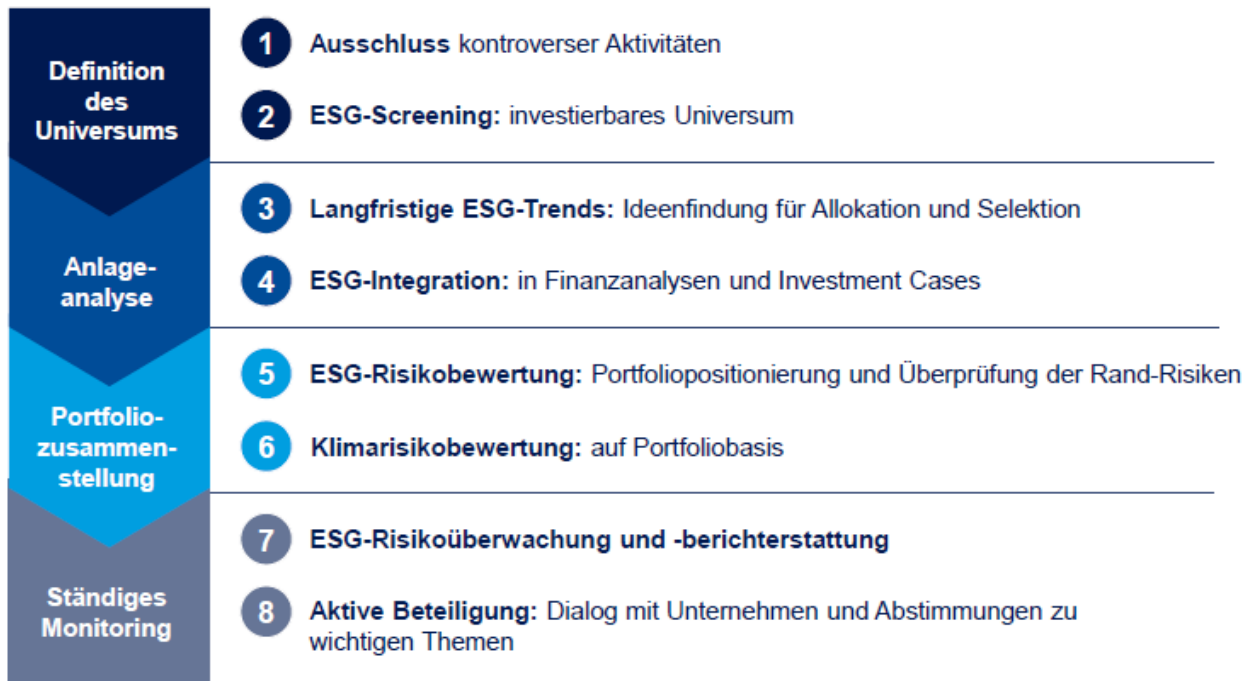 Definition
des
Universums
1 Ausschluss kontroverser Aktivitäten
2 ESG-Screening: investierbares Universum
Anlage-
analyse
3 Langfristige ESG-Trends: Ideenfindung für Allokation und Selektion
4 ESG-Integration: in Finanzanalysen und Investment Cases
Portfolio-
zusammen-
stellung
5 ESG-Risikobewertung: Portfoliopositionierung und Überprüfung der Rand-Risiken
6 Klimarisikobewertung: auf Portfoliobasis
Ständiges
Monitoring
7 ESG-Risikoüberwachung und -berichterstattung
8 Aktive Beteiligung: Dialog mit Unternehmen und Abstimmungen zu
wichtigen Themen